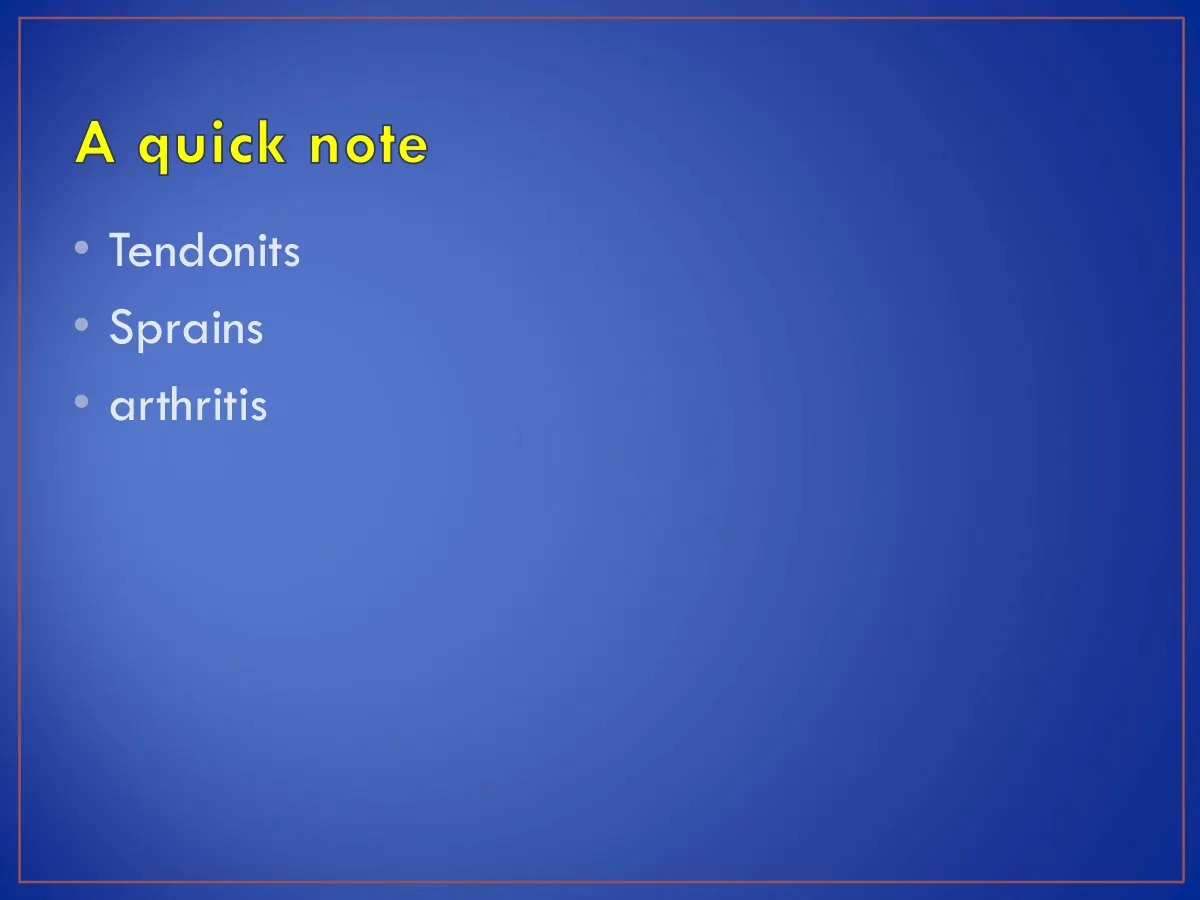 A quick note
• Tendonits
• Sprains
• arthritis